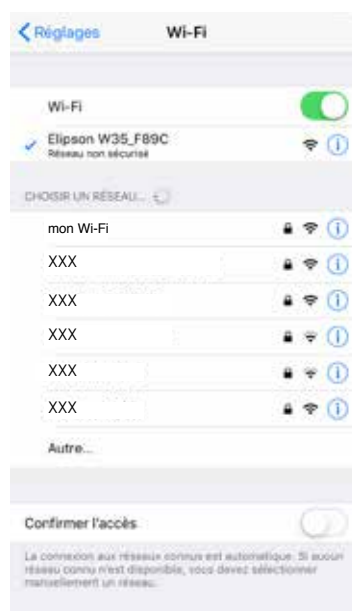 Réglages Wi-Fi
Wi-Fi
Elipson W35_F89C
Réseau non sécurisé
CHOISIR UN RÉSEAU...
mon Wi-Fi
XXX
XXX
XXX
XXX
XXX
Autre...
Confirmer l'accès
La connexion aux réseaux connus est automatique. Si aucun
réseau connu n'est disponible, vous devez sélectionner
manuellement un réseau.